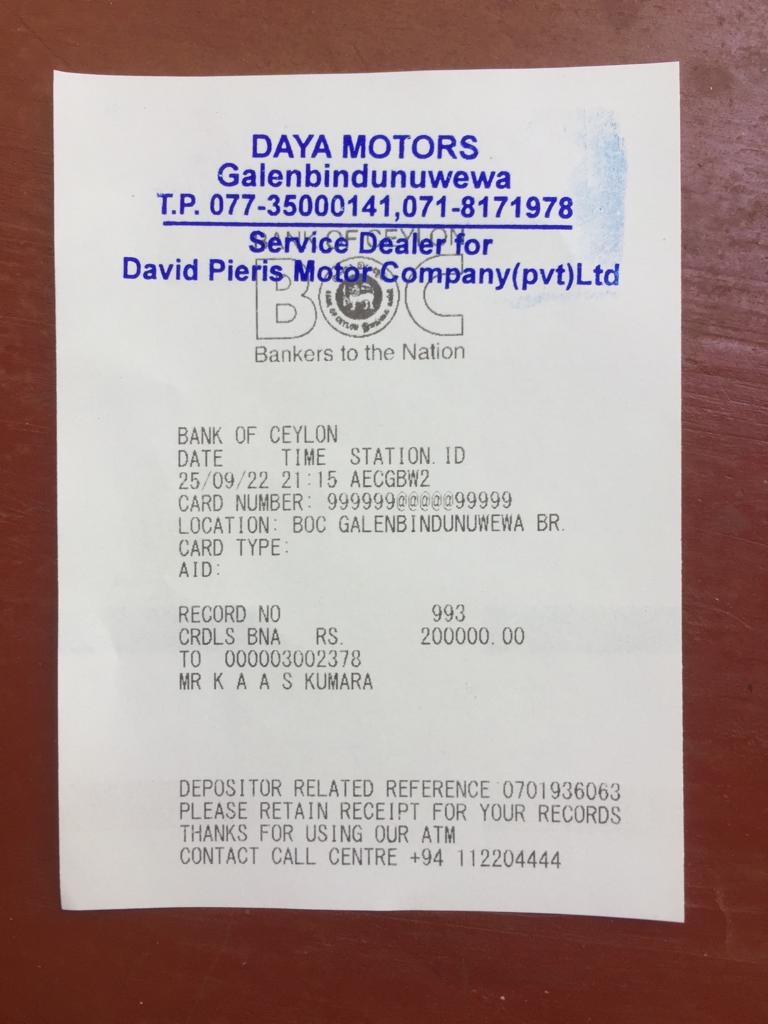 DAYA MOTORS
Galenbindunuwewa
T.P. 077-35000141,071-8171978
BANK OF CEYLON
Service Dealer for
David Pieris Motor Company(pvt)Ltd
BOC
Bankers to the Nation
BANK OF CEYLON
DATE TIME STATION.ID
25/09/22 21:15 AECGBW2
CARD NUMBER: 999999@@@@@99999
LOCATION: BOC GALENBINDUNUWEWA BR.
CARD TYPE:
AID:
RECORD NO 993
CRDLS BNA RS. 200000.00
TO 000003002378
MR K A A S KUMARA
DEPOSITOR RELATED REFERENCE 0701936063
PLEASE RETAIN RECEIPT FOR YOUR RECORDS
THANKS FOR USING OUR ATM
CONTACT CALL CENTRE +94 112204444